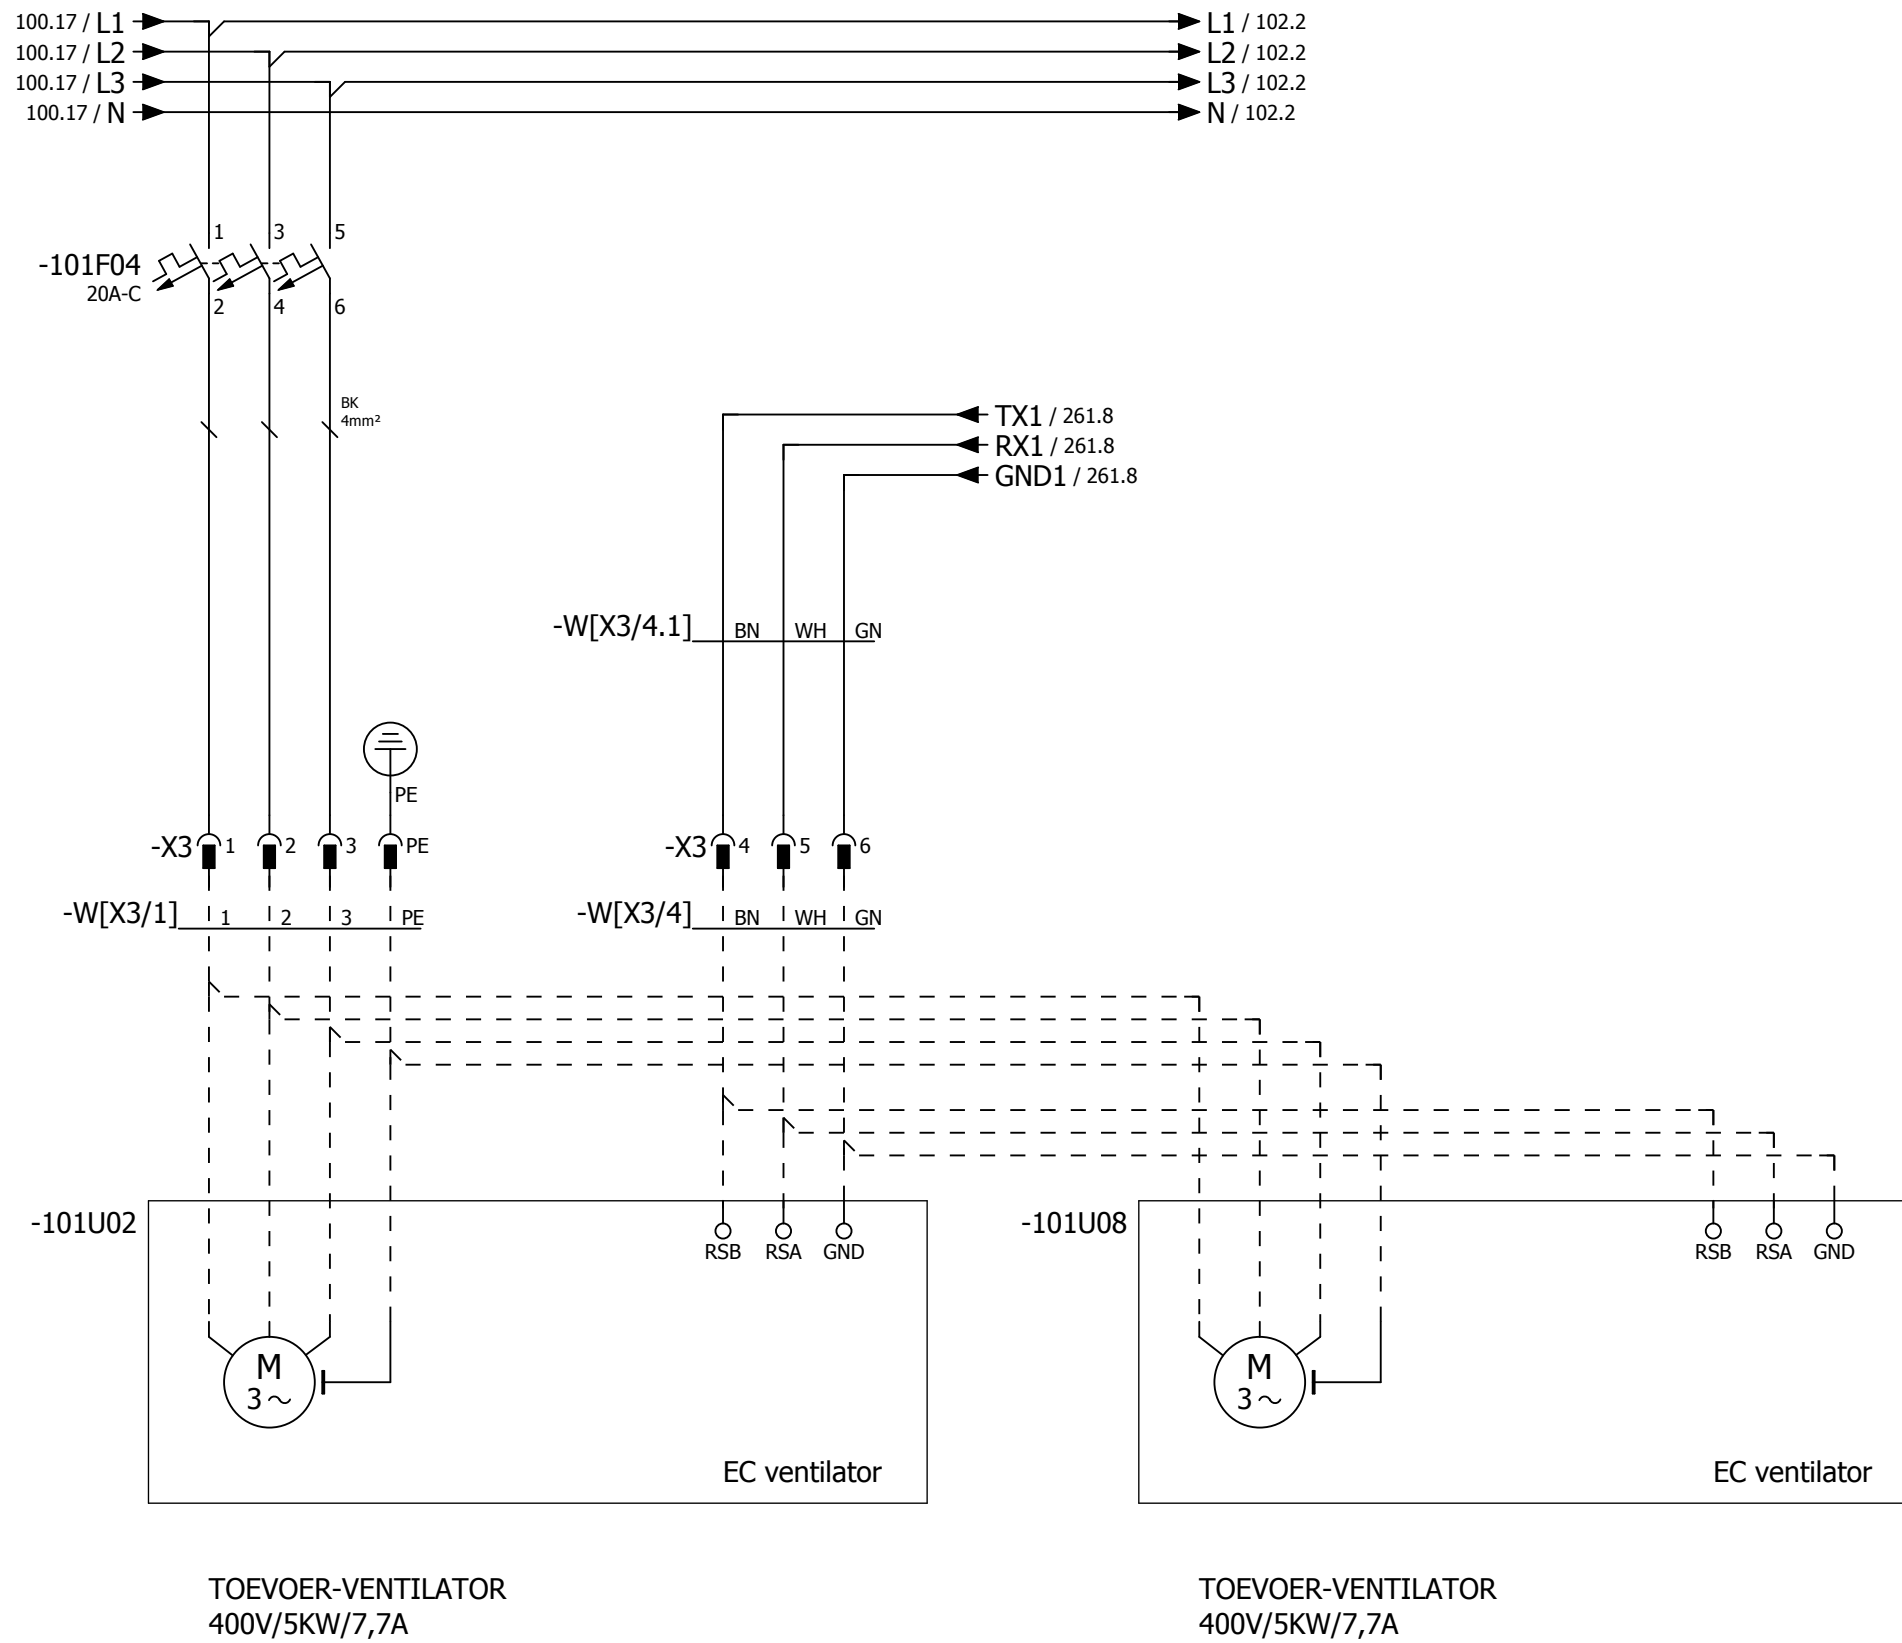 100.17 / L1 L1 / 102.2
100.17 / L2 L2 / 102.2
100.17 / L3 L3 / 102.2
100.17 / N N / 102.2
1 3 5
-101F04
20A-C
2 4 6
BK
4mm²
TX1 / 261.8
RX1 / 261.8
GND1 / 261.8
-W[X3/4.1] BN WH GN
PE
-X3 1 2 3 PE -X3 4 5 6
-W[X3/1] 1 2 3 PE -W[X3/4] BN WH GN
-101U02 -101U08
RSB RSA GND RSB RSA GND
M M
3~ 3~
EC ventilator EC ventilator
TOEVOER-VENTILATOR TOEVOER-VENTILATOR
400V/5KW/7,7A 400V/5KW/7,7A